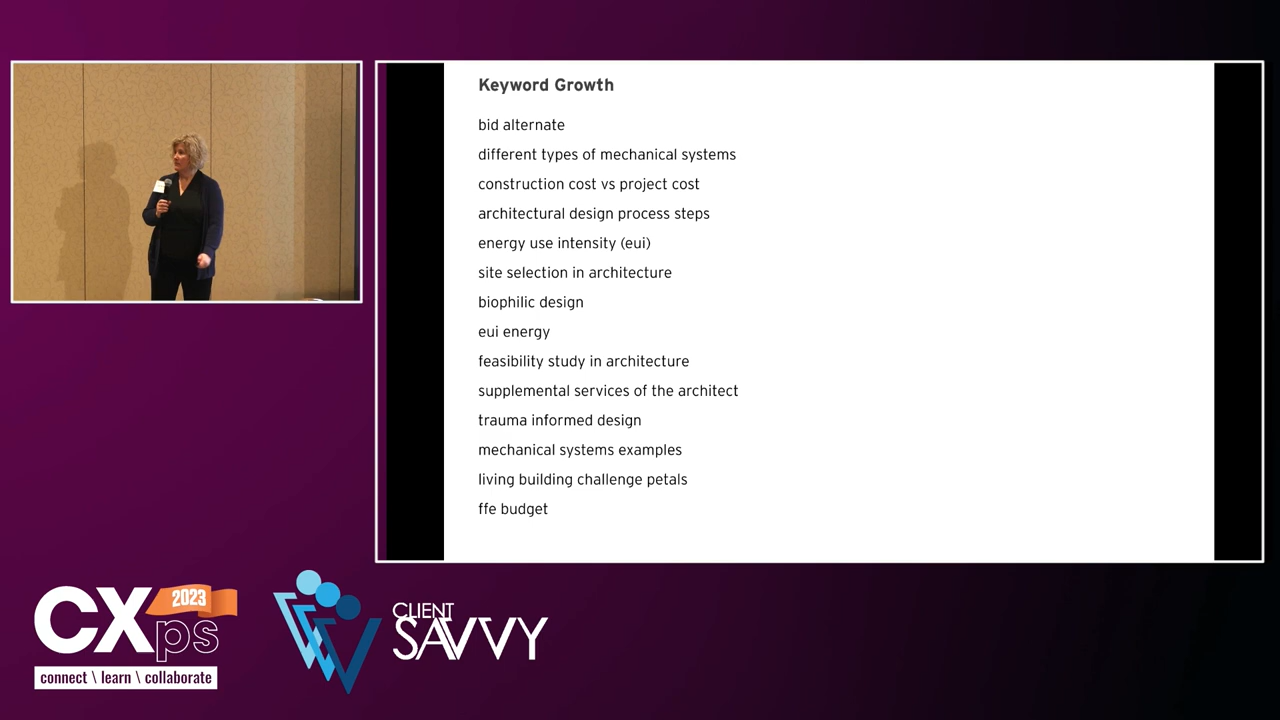 Keyword Growth
bid alternate
different types of mechanical systems
construction cost vs project cost
architectural design process steps
energy use intensity (eui)
site selection in architecture
biophilic design
eui energy
feasibility study in architecture
supplemental services of the architect
trauma informed design
mechanical systems examples
living building challenge petals
ffe budget
CXps
2023
connect \ learn \ collaborate
CLIENT
SAVVY